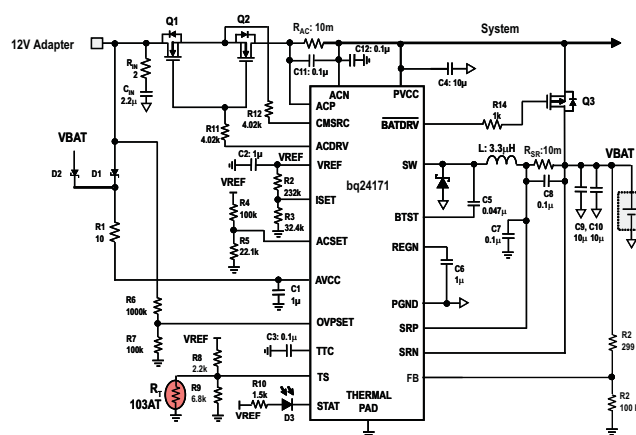 Q1
Q2
R_AC: 10m
System
12V Adapter
R_IN
2
C12: 0.1μ
C11: 0.1μ
C_IN
2.2μ
C4: 10μ
ACN
PVCC
ACP
CMSRC
R12
4.02k
R11
4.02k
ACDRV
BATDRV
R14
1k
Q3
VBAT
D2
D1
C2: 1μ
VREF
VREF
R2
232k
ISET
R3
32.4k
VREF
R4
100k
R5
22.1k
ACSET
bq24171
SW
L: 3.3μH
R_SR: 10m
VBAT
C5
0.047μ
C8
0.1μ
C9,
10μ
C10
10μ
BTST
C7
0.1μ
REGN
C6
1μ
R1
10
AVCC
C1
1μ
PGND
R6
1000k
OVPSET
SRP
R7
100k
C3: 0.1μ
TTC
SRN
VREF
R8
2.2k
R2
299
TS
FB
R_T
103AT
R9
6.8k
R10
1.5k
VREF
D3
STAT
THERMAL
PAD
R2
100